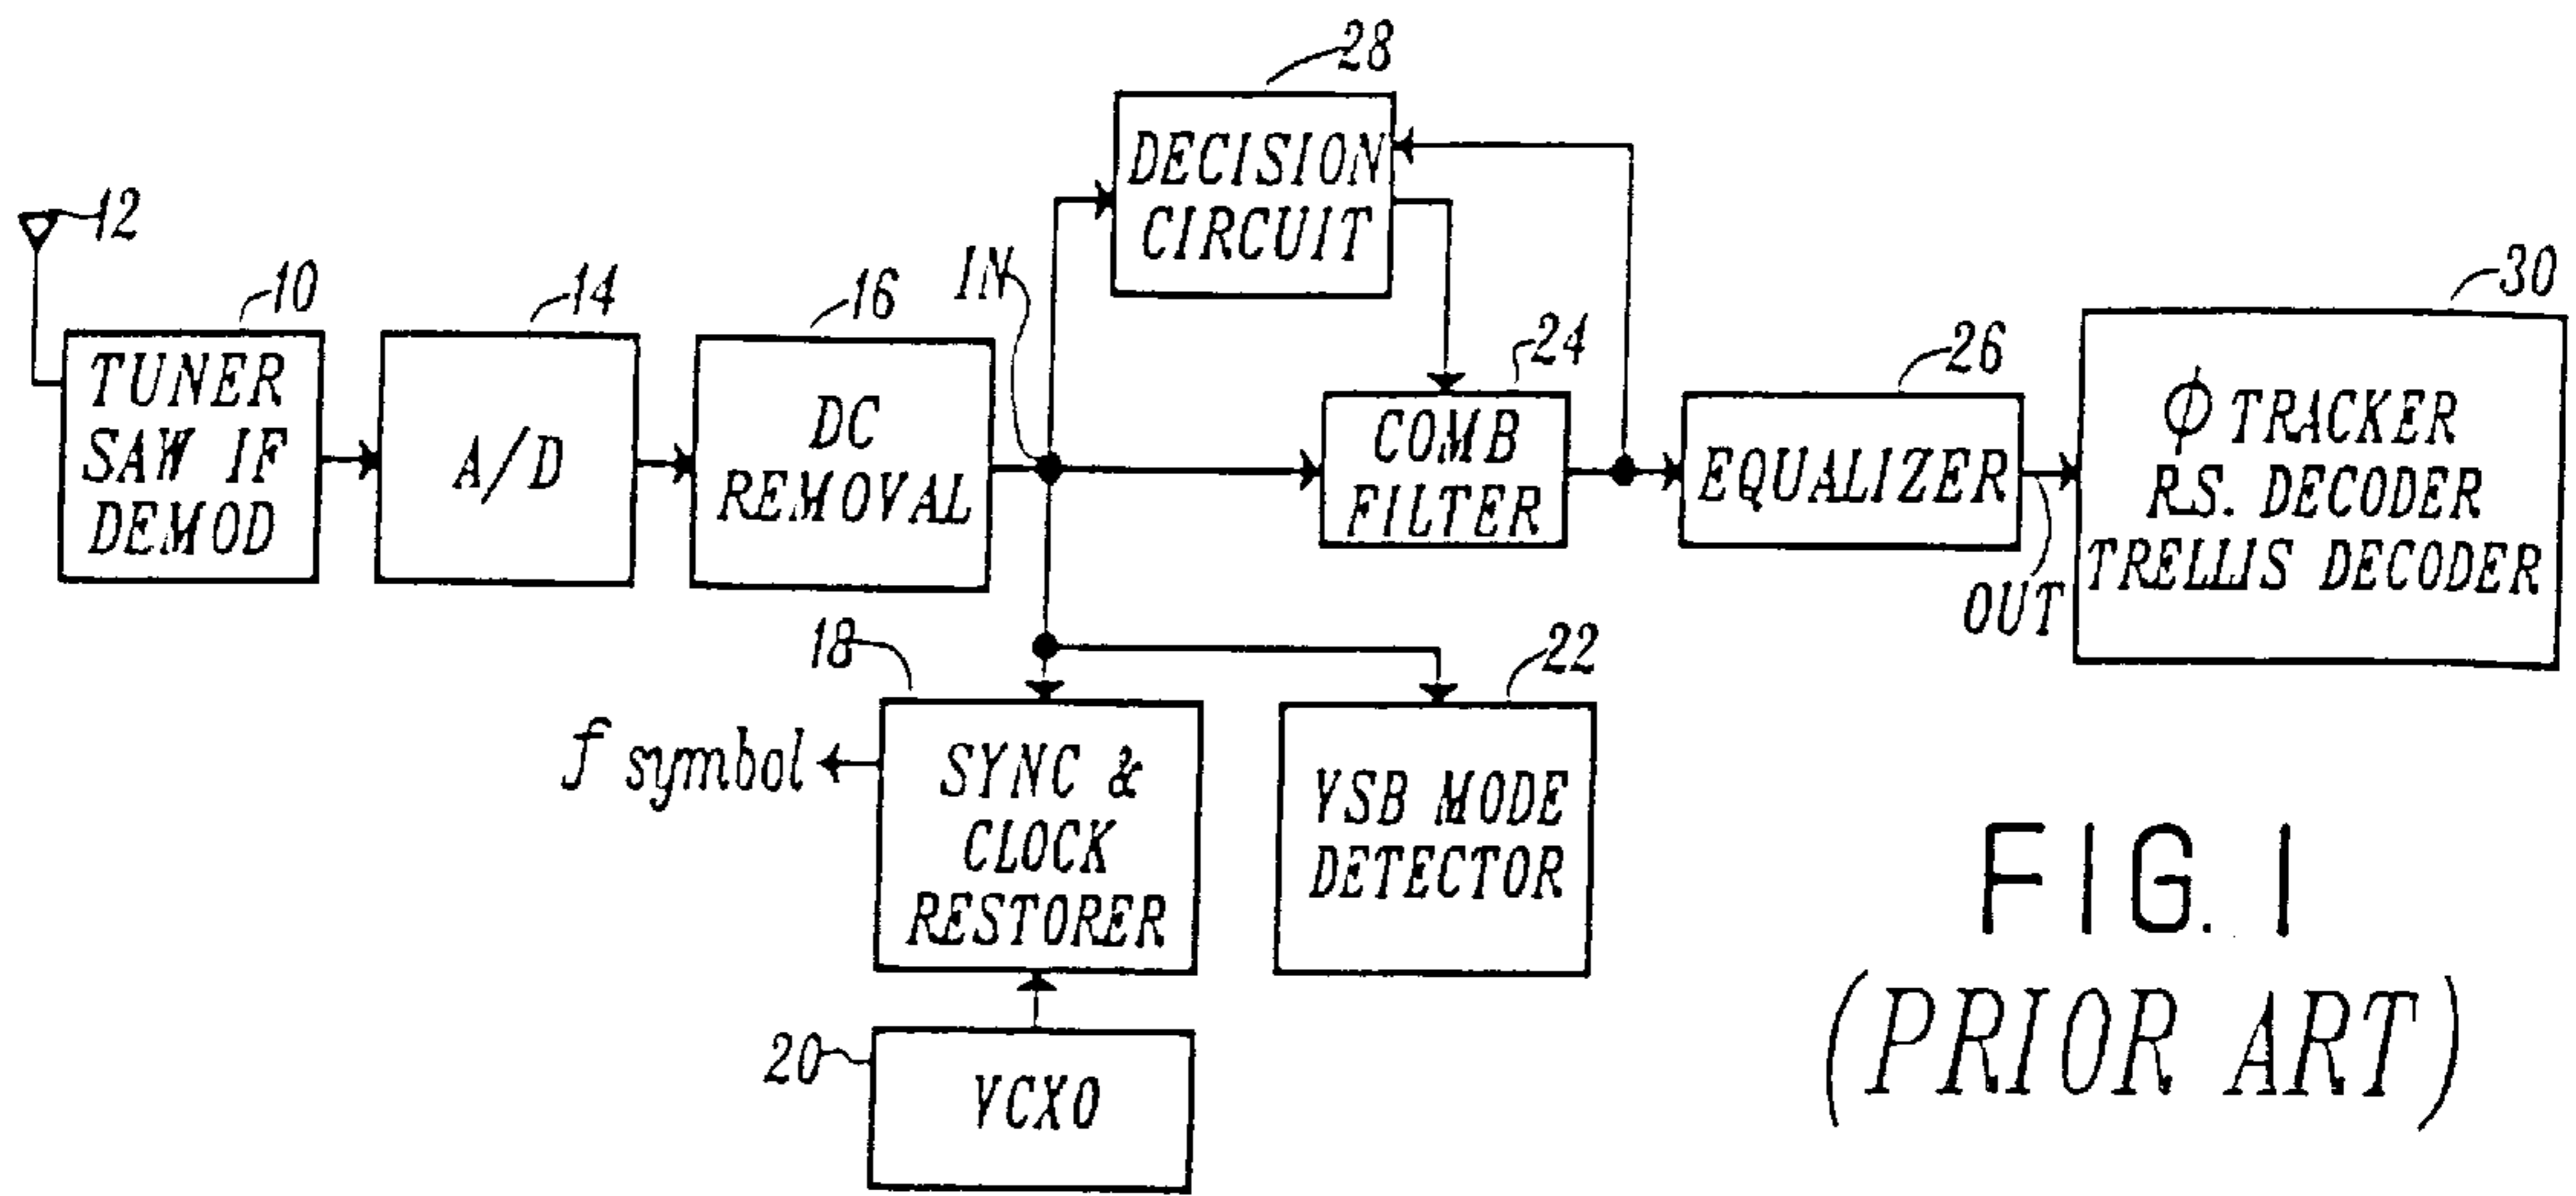 28
DECISION
CIRCUIT
12
10
TUNER
SAW IF
DEMOD
14
A/D
16
DC
REMOVAL
IN
24
COMB
FILTER
26
EQUALIZER
OUT
30
ϕ TRACKER
R.S. DECODER
TRELLIS DECODER
18
f symbol
SYNC &
CLOCK
RESTORER
22
VSB MODE
DETECTOR
20
VCXO
FIG. 1
(PRIOR ART)